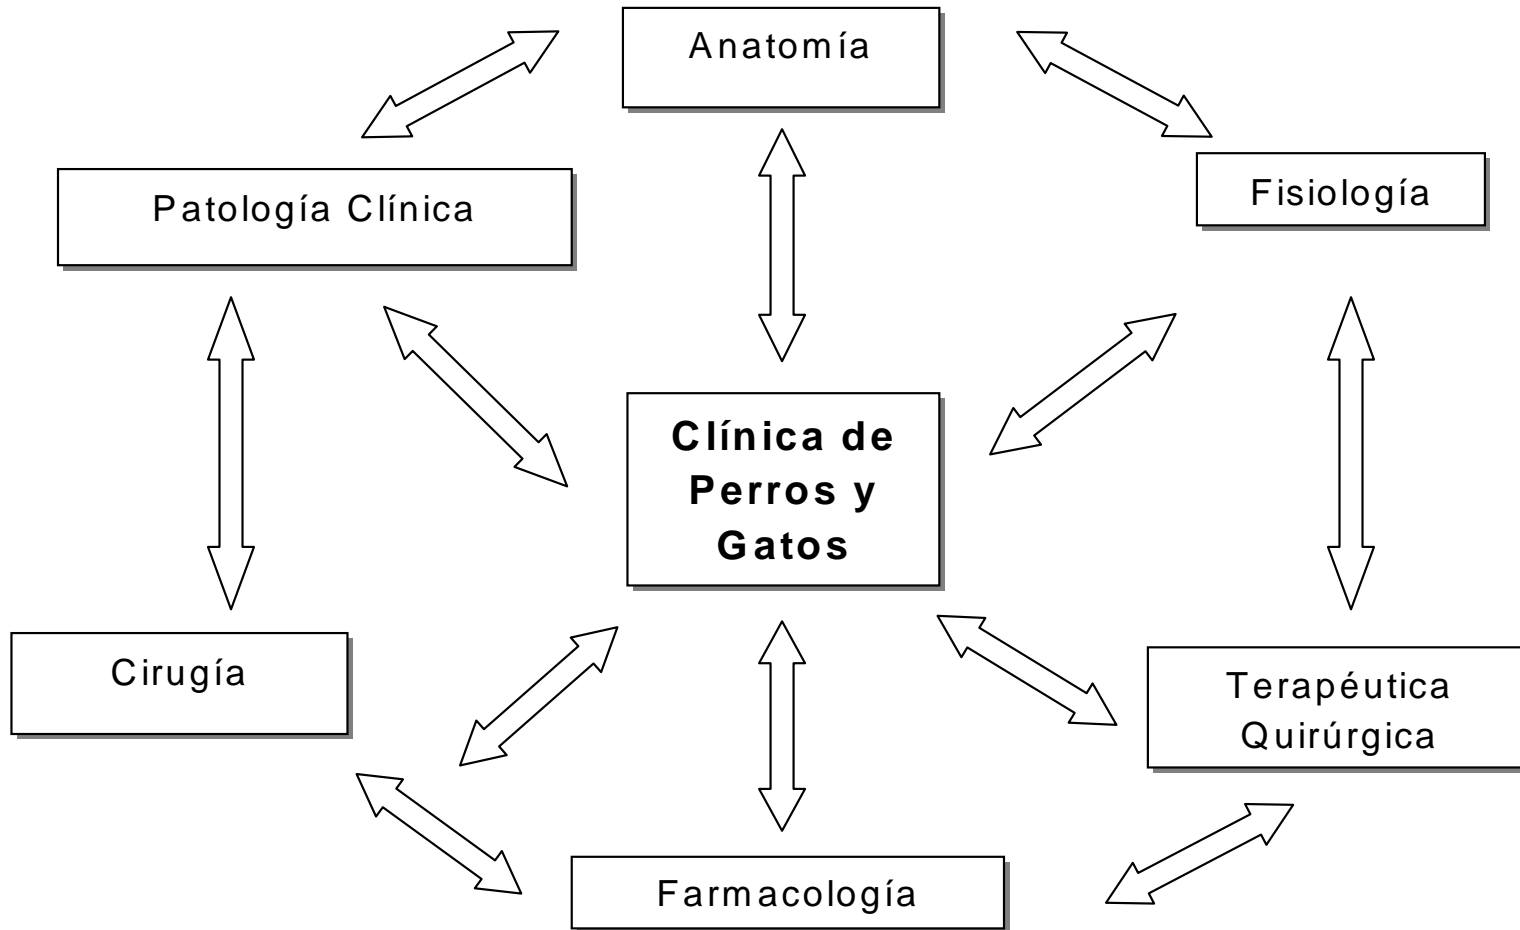 Anatomía
Patología Clínica
Fisiología
Clínica de
Perros y
Gatos
Cirugía
Terapéutica
Quirúrgica
Farmacología